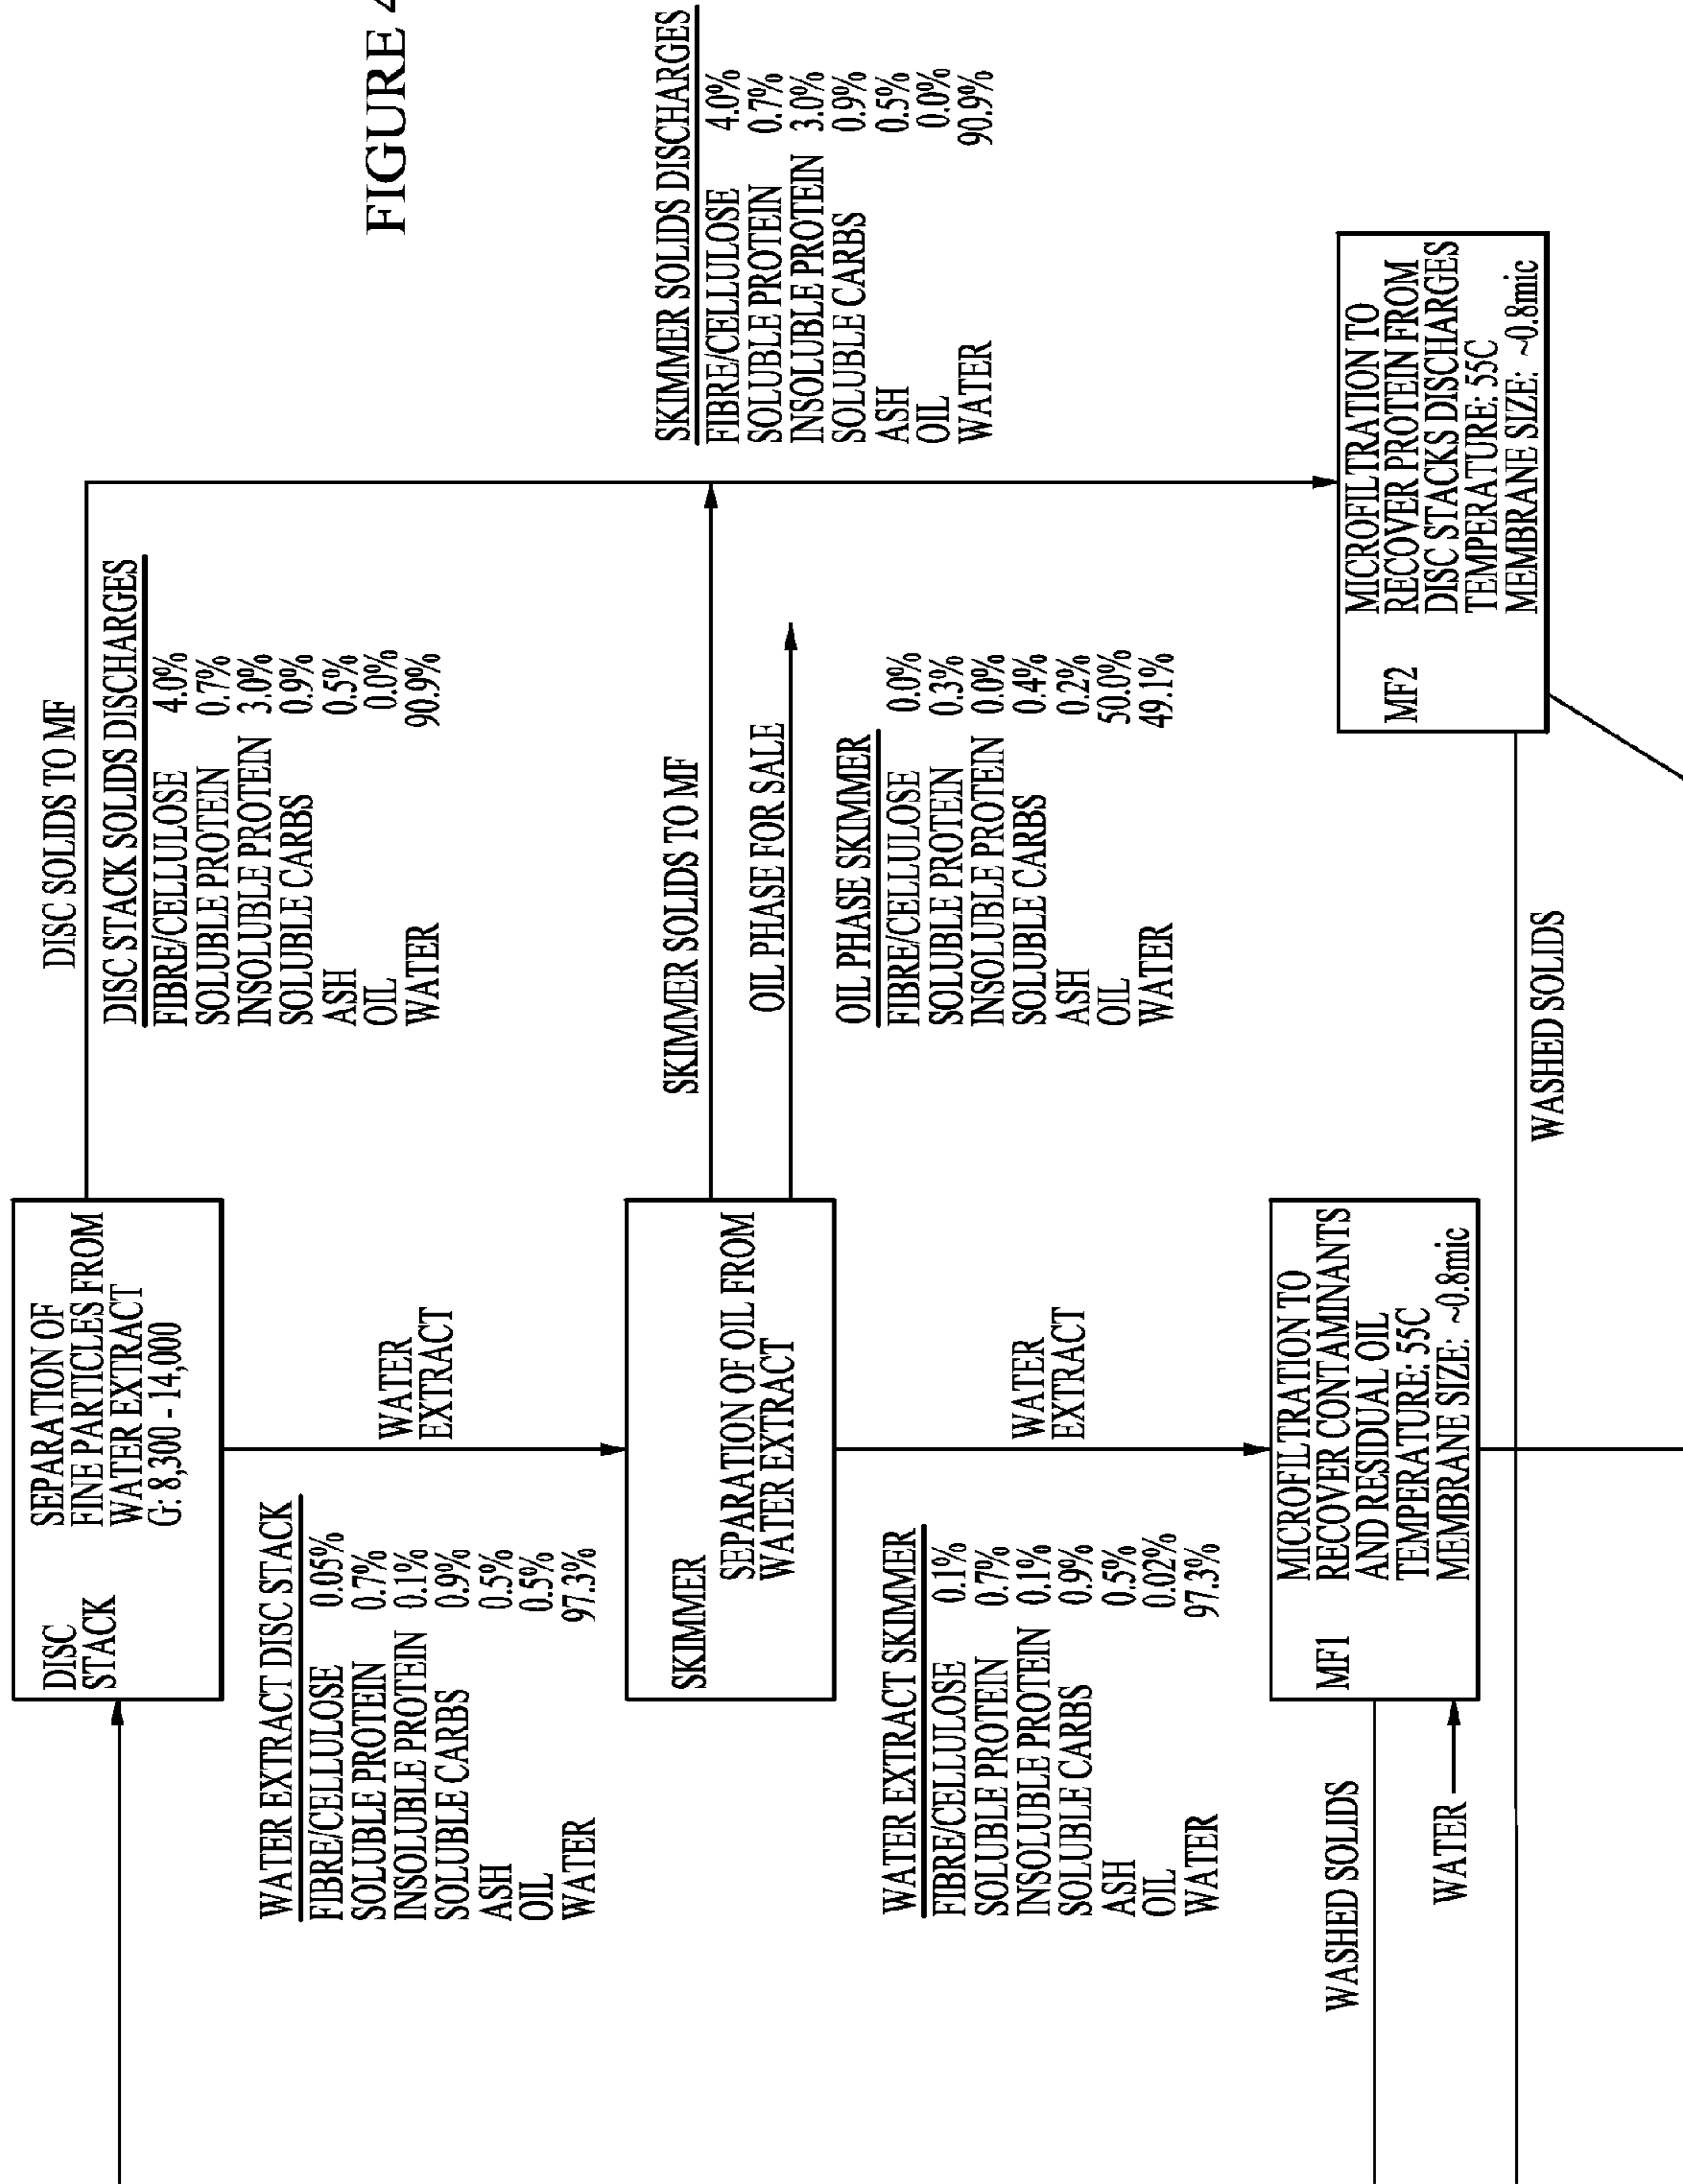 FIGURE 4
DISC
STACK
SEPARATION OF
FINE PARTICLES FROM
WATER EXTRACT
G: 8,300 - 14,000
DISC SOLIDS TO MF
DISC STACK SOLIDS DISCHARGES
FIBRE/CELLULOSE 4.0%
SOLUBLE PROTEIN 0.7%
INSOLUBLE PROTEIN 3.0%
SOLUBLE CARBS 0.9%
ASH 0.5%
OIL 0.0%
WATER 90.9%
WATER EXTRACT DISC STACK
FIBRE/CELLULOSE 0.05%
SOLUBLE PROTEIN 0.7%
INSOLUBLE PROTEIN 0.1%
SOLUBLE CARBS 0.9%
ASH 0.5%
OIL 0.5%
WATER 97.3%
WATER
EXTRACT
SKIMMER
SEPARATION OF OIL FROM
WATER EXTRACT
SKIMMER SOLIDS TO MF
SKIMMER SOLIDS DISCHARGES
FIBRE/CELLULOSE 4.0%
SOLUBLE PROTEIN 0.7%
INSOLUBLE PROTEIN 3.0%
SOLUBLE CARBS 0.9%
ASH 0.5%
OIL 0.0%
WATER 90.9%
OIL PHASE FOR SALE
OIL PHASE SKIMMER
FIBRE/CELLULOSE 0.0%
SOLUBLE PROTEIN 0.3%
INSOLUBLE PROTEIN 0.0%
SOLUBLE CARBS 0.4%
ASH 0.2%
OIL 50.0%
WATER 49.1%
WATER EXTRACT SKIMMER
FIBRE/CELLULOSE 0.1%
SOLUBLE PROTEIN 0.7%
INSOLUBLE PROTEIN 0.1%
SOLUBLE CARBS 0.9%
ASH 0.5%
OIL 0.02%
WATER 97.3%
WATER
EXTRACT
MF1
MICROFILTRATION TO
RECOVER CONTAMINANTS
AND RESIDUAL OIL
TEMPERATURE: 55C
MEMBRANE SIZE: ~0.8mic
WASHED SOLIDS
WATER
MF2
MICROFILTRATION TO
RECOVER PROTEIN FROM
DISC STACKS DISCHARGES
TEMPERATURE: 55C
MEMBRANE SIZE: ~0.8mic
WASHED SOLIDS